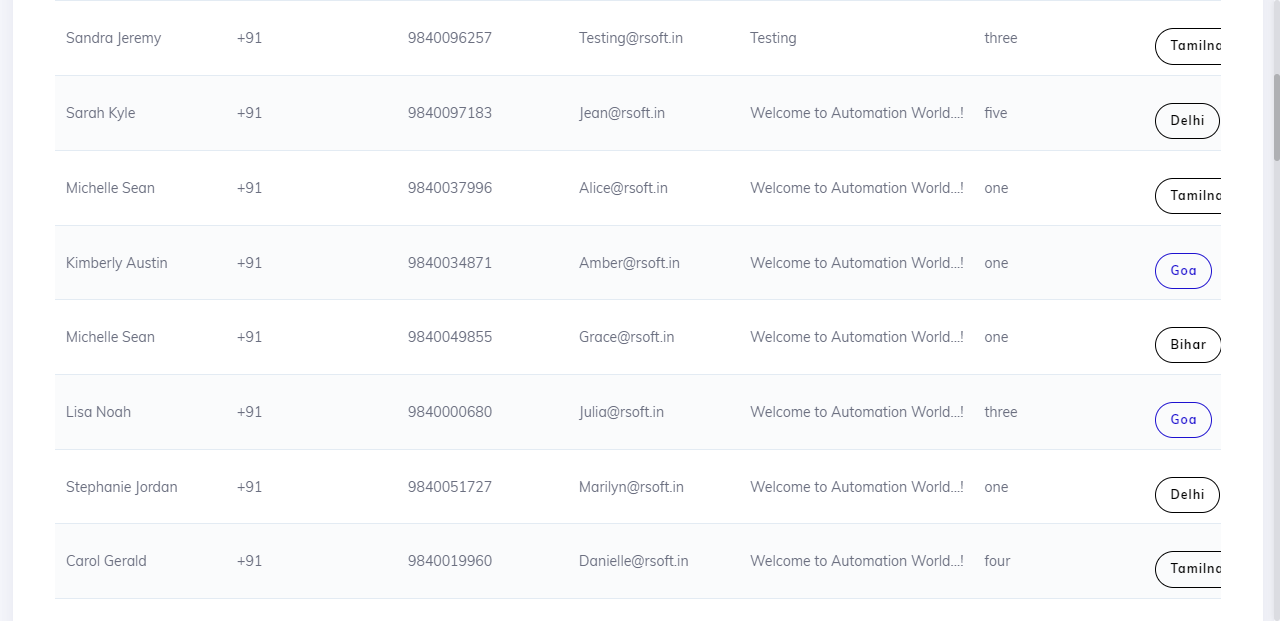 Sandra Jeremy +91 9840096257 Testing@rsoft.in Testing three Tamilna
Sarah Kyle +91 9840097183 Jean@rsoft.in Welcome to Automation World...! five Delhi
Michelle Sean +91 9840037996 Alice@rsoft.in Welcome to Automation World...! one Tamilna
Kimberly Austin +91 9840034871 Amber@rsoft.in Welcome to Automation World...! one Goa
Michelle Sean +91 9840049855 Grace@rsoft.in Welcome to Automation World...! one Bihar
Lisa Noah +91 9840000680 Julia@rsoft.in Welcome to Automation World...! three Goa
Stephanie Jordan +91 9840051727 Marilyn@rsoft.in Welcome to Automation World...! one Delhi
Carol Gerald +91 9840019960 Danielle@rsoft.in Welcome to Automation World...! four Tamilna